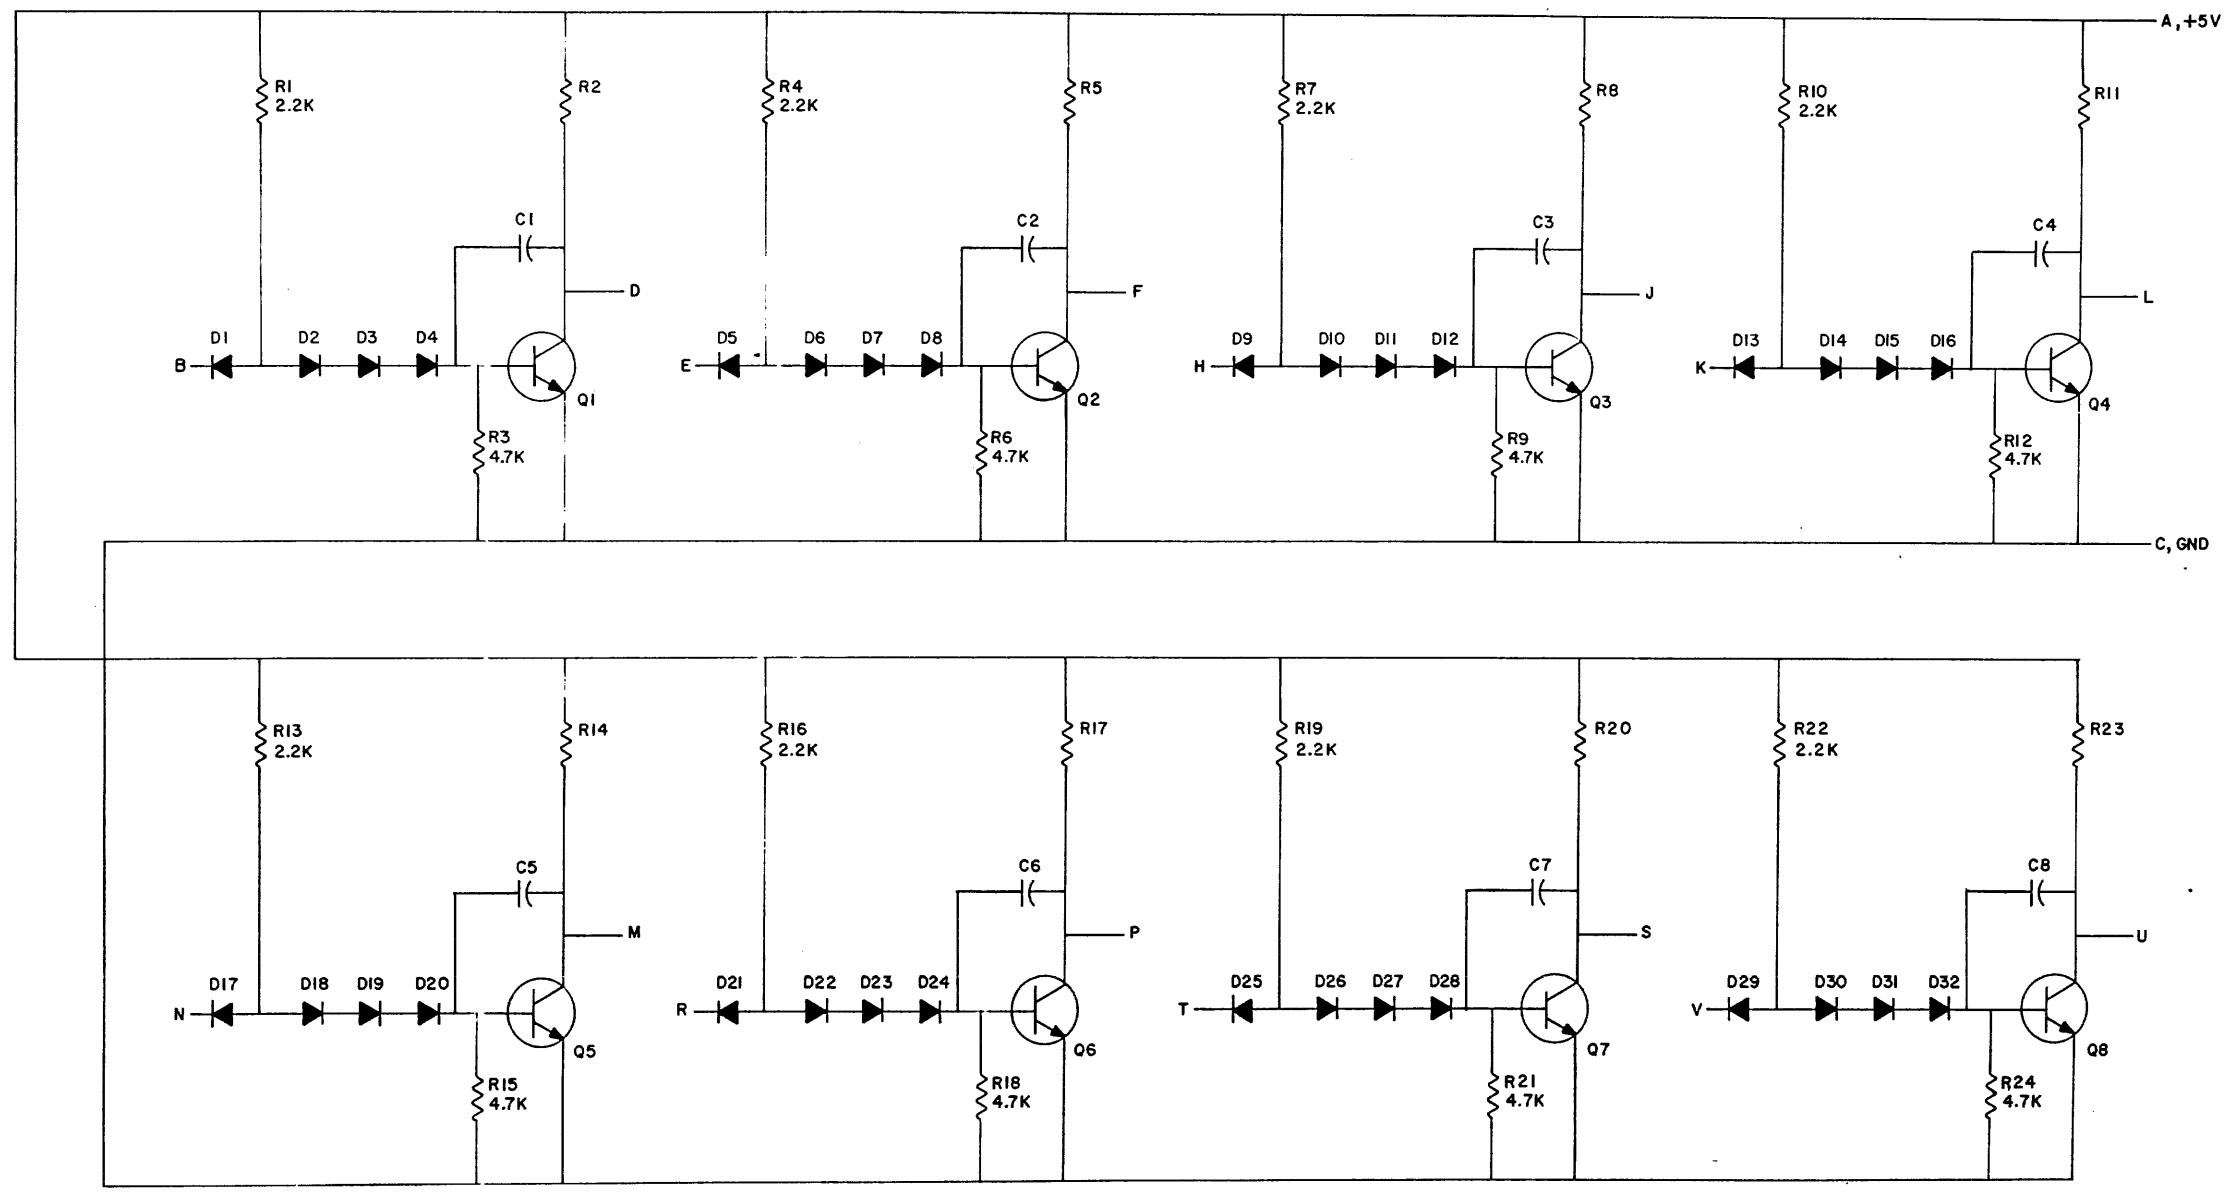 A, +5V
R1
2.2K
R2
R4
2.2K
R5
R7
2.2K
R8
R10
2.2K
R11
C1
C2
C3
C4
D
F
J
L
B
D1
D2
D3
D4
Q1
E
D5
D6
D7
D8
Q2
H
D9
D10
D11
D12
Q3
K
D13
D14
D15
D16
Q4
R3
4.7K
R6
4.7K
R9
4.7K
R12
4.7K
C, GND
R13
2.2K
R14
R16
2.2K
R17
R19
2.2K
R20
R22
2.2K
R23
C5
C6
C7
C8
M
P
S
U
N
D17
D18
D19
D20
Q5
R
D21
D22
D23
D24
Q6
T
D25
D26
D27
D28
Q7
V
D29
D30
D31
D32
Q8
R15
4.7K
R18
4.7K
R21
4.7K
R24
4.7K